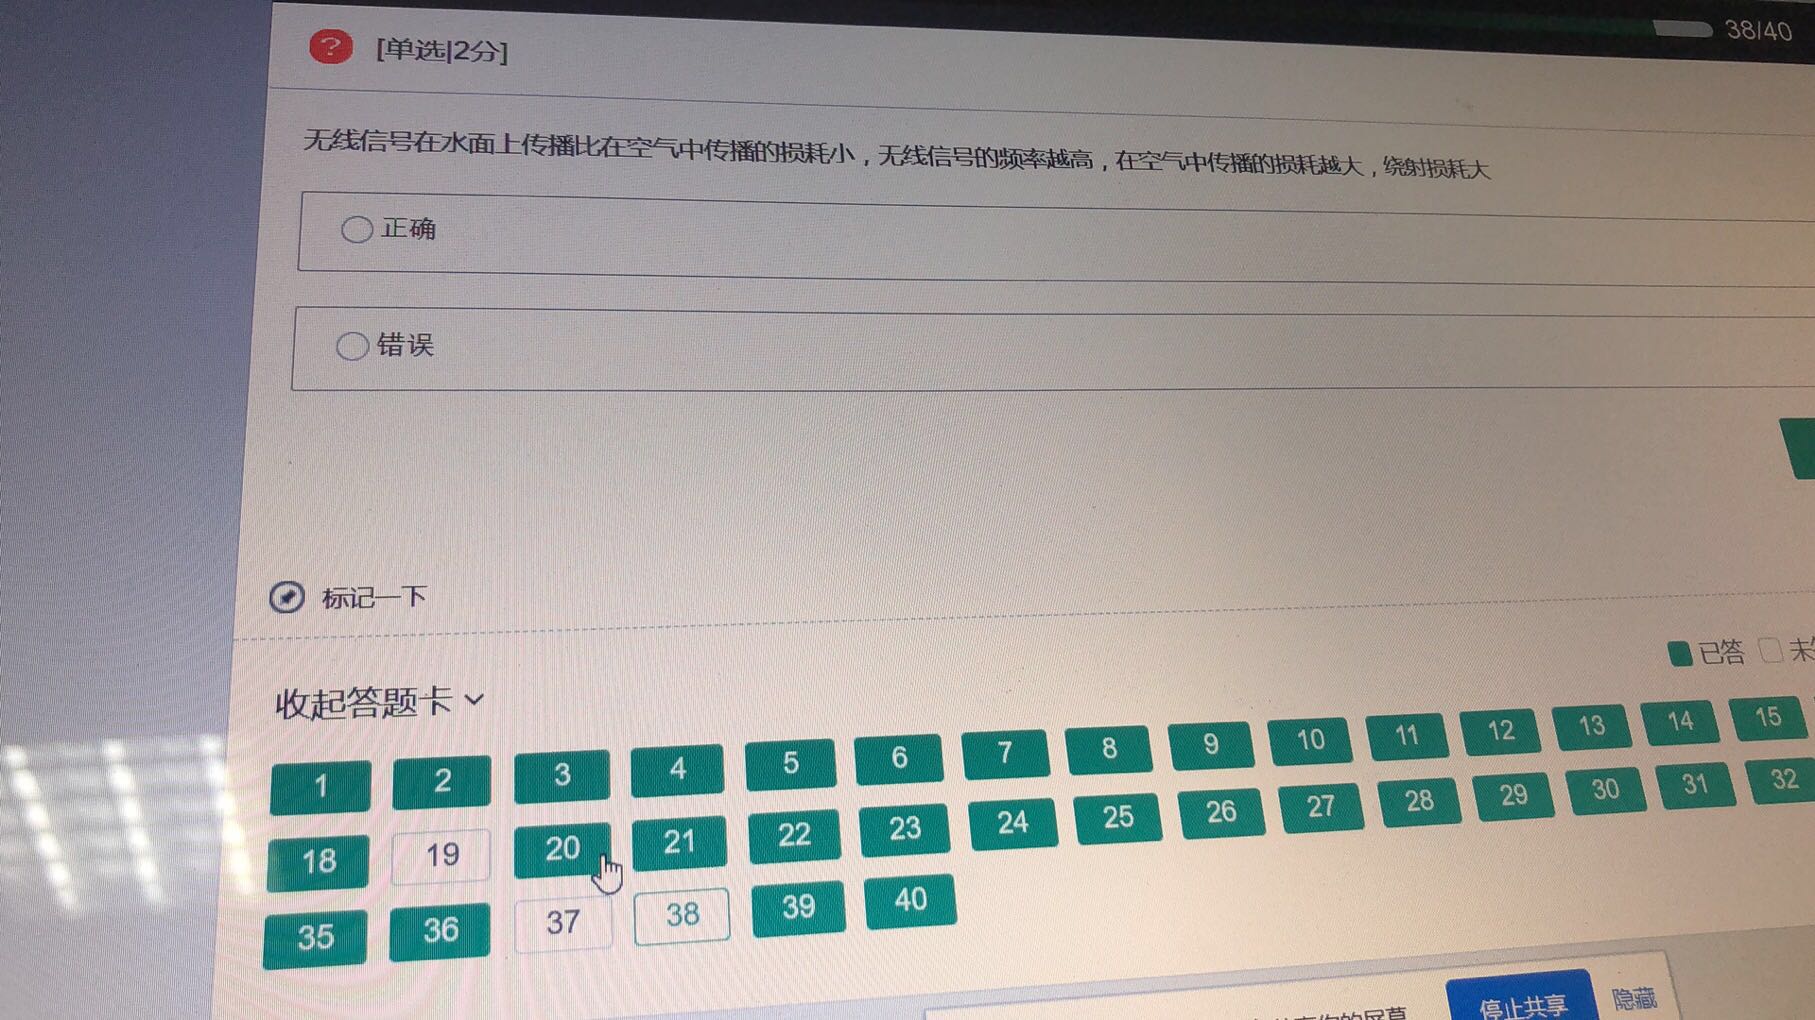 38/40
? [单选|2分]
无线信号在水面上传播比在空气中传播的损耗小，无线信号的频率越高，在空气中传播的损耗越大，绕射损耗大
正确
错误
标记一下
已答 未
收起答题卡
1 2 3 4 5 6 7 8 9 10 11 12 13 14 15
18 19 20 21 22 23 24 25 26 27 28 29 30 31 32
35 36 37 38 39 40
你的屏幕 停止共享 隐藏